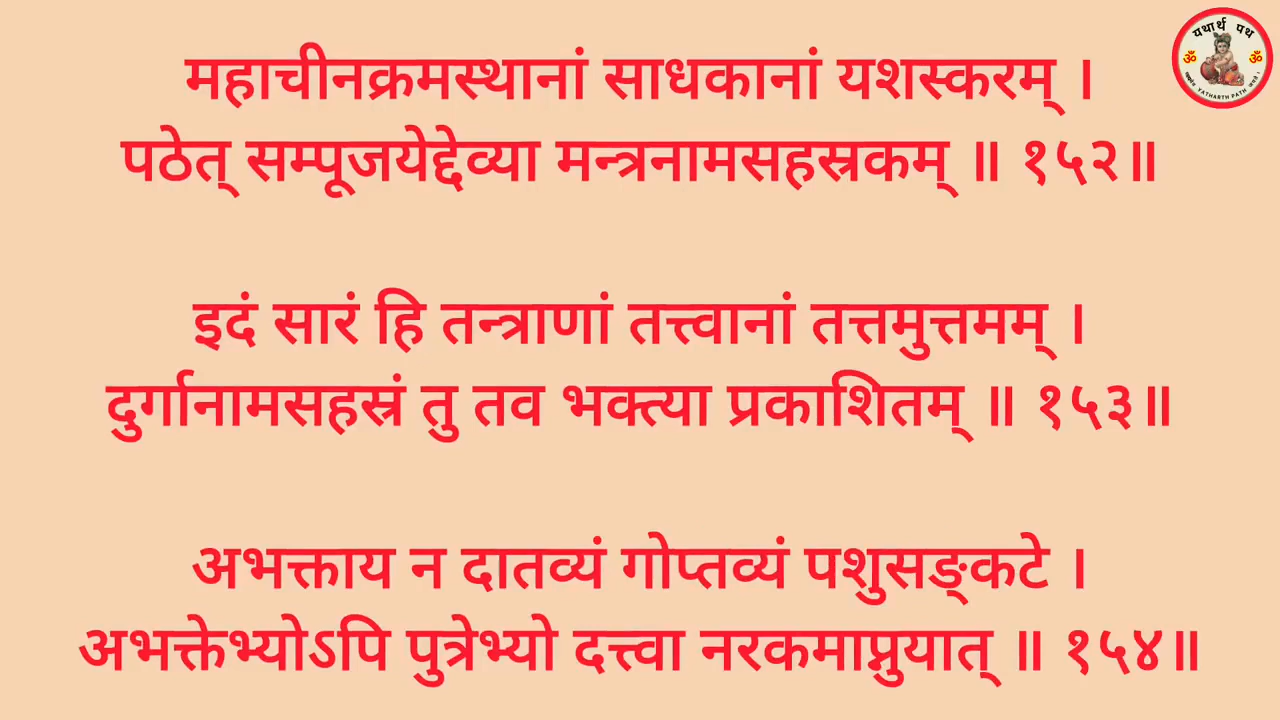 यथार्थ पथ
YATHARTH PATH
महाचीनक्रमस्थानां साधकानां यशस्करम् ।
पठेत् सम्पूजयेद्देव्या मन्त्रनामसहस्रकम् ॥ १५२॥
इदं सारं हि तन्त्राणां तत्त्वानां तत्तमुत्तमम् ।
दुर्गानामसहस्रं तु तव भक्त्या प्रकाशितम् ॥ १५३॥
अभक्ताय न दातव्यं गोप्तव्यं पशुसङ्कटे ।
अभक्तेभ्योऽपि पुत्रेभ्यो दत्त्वा नरकमाप्नुयात् ॥ १५४॥